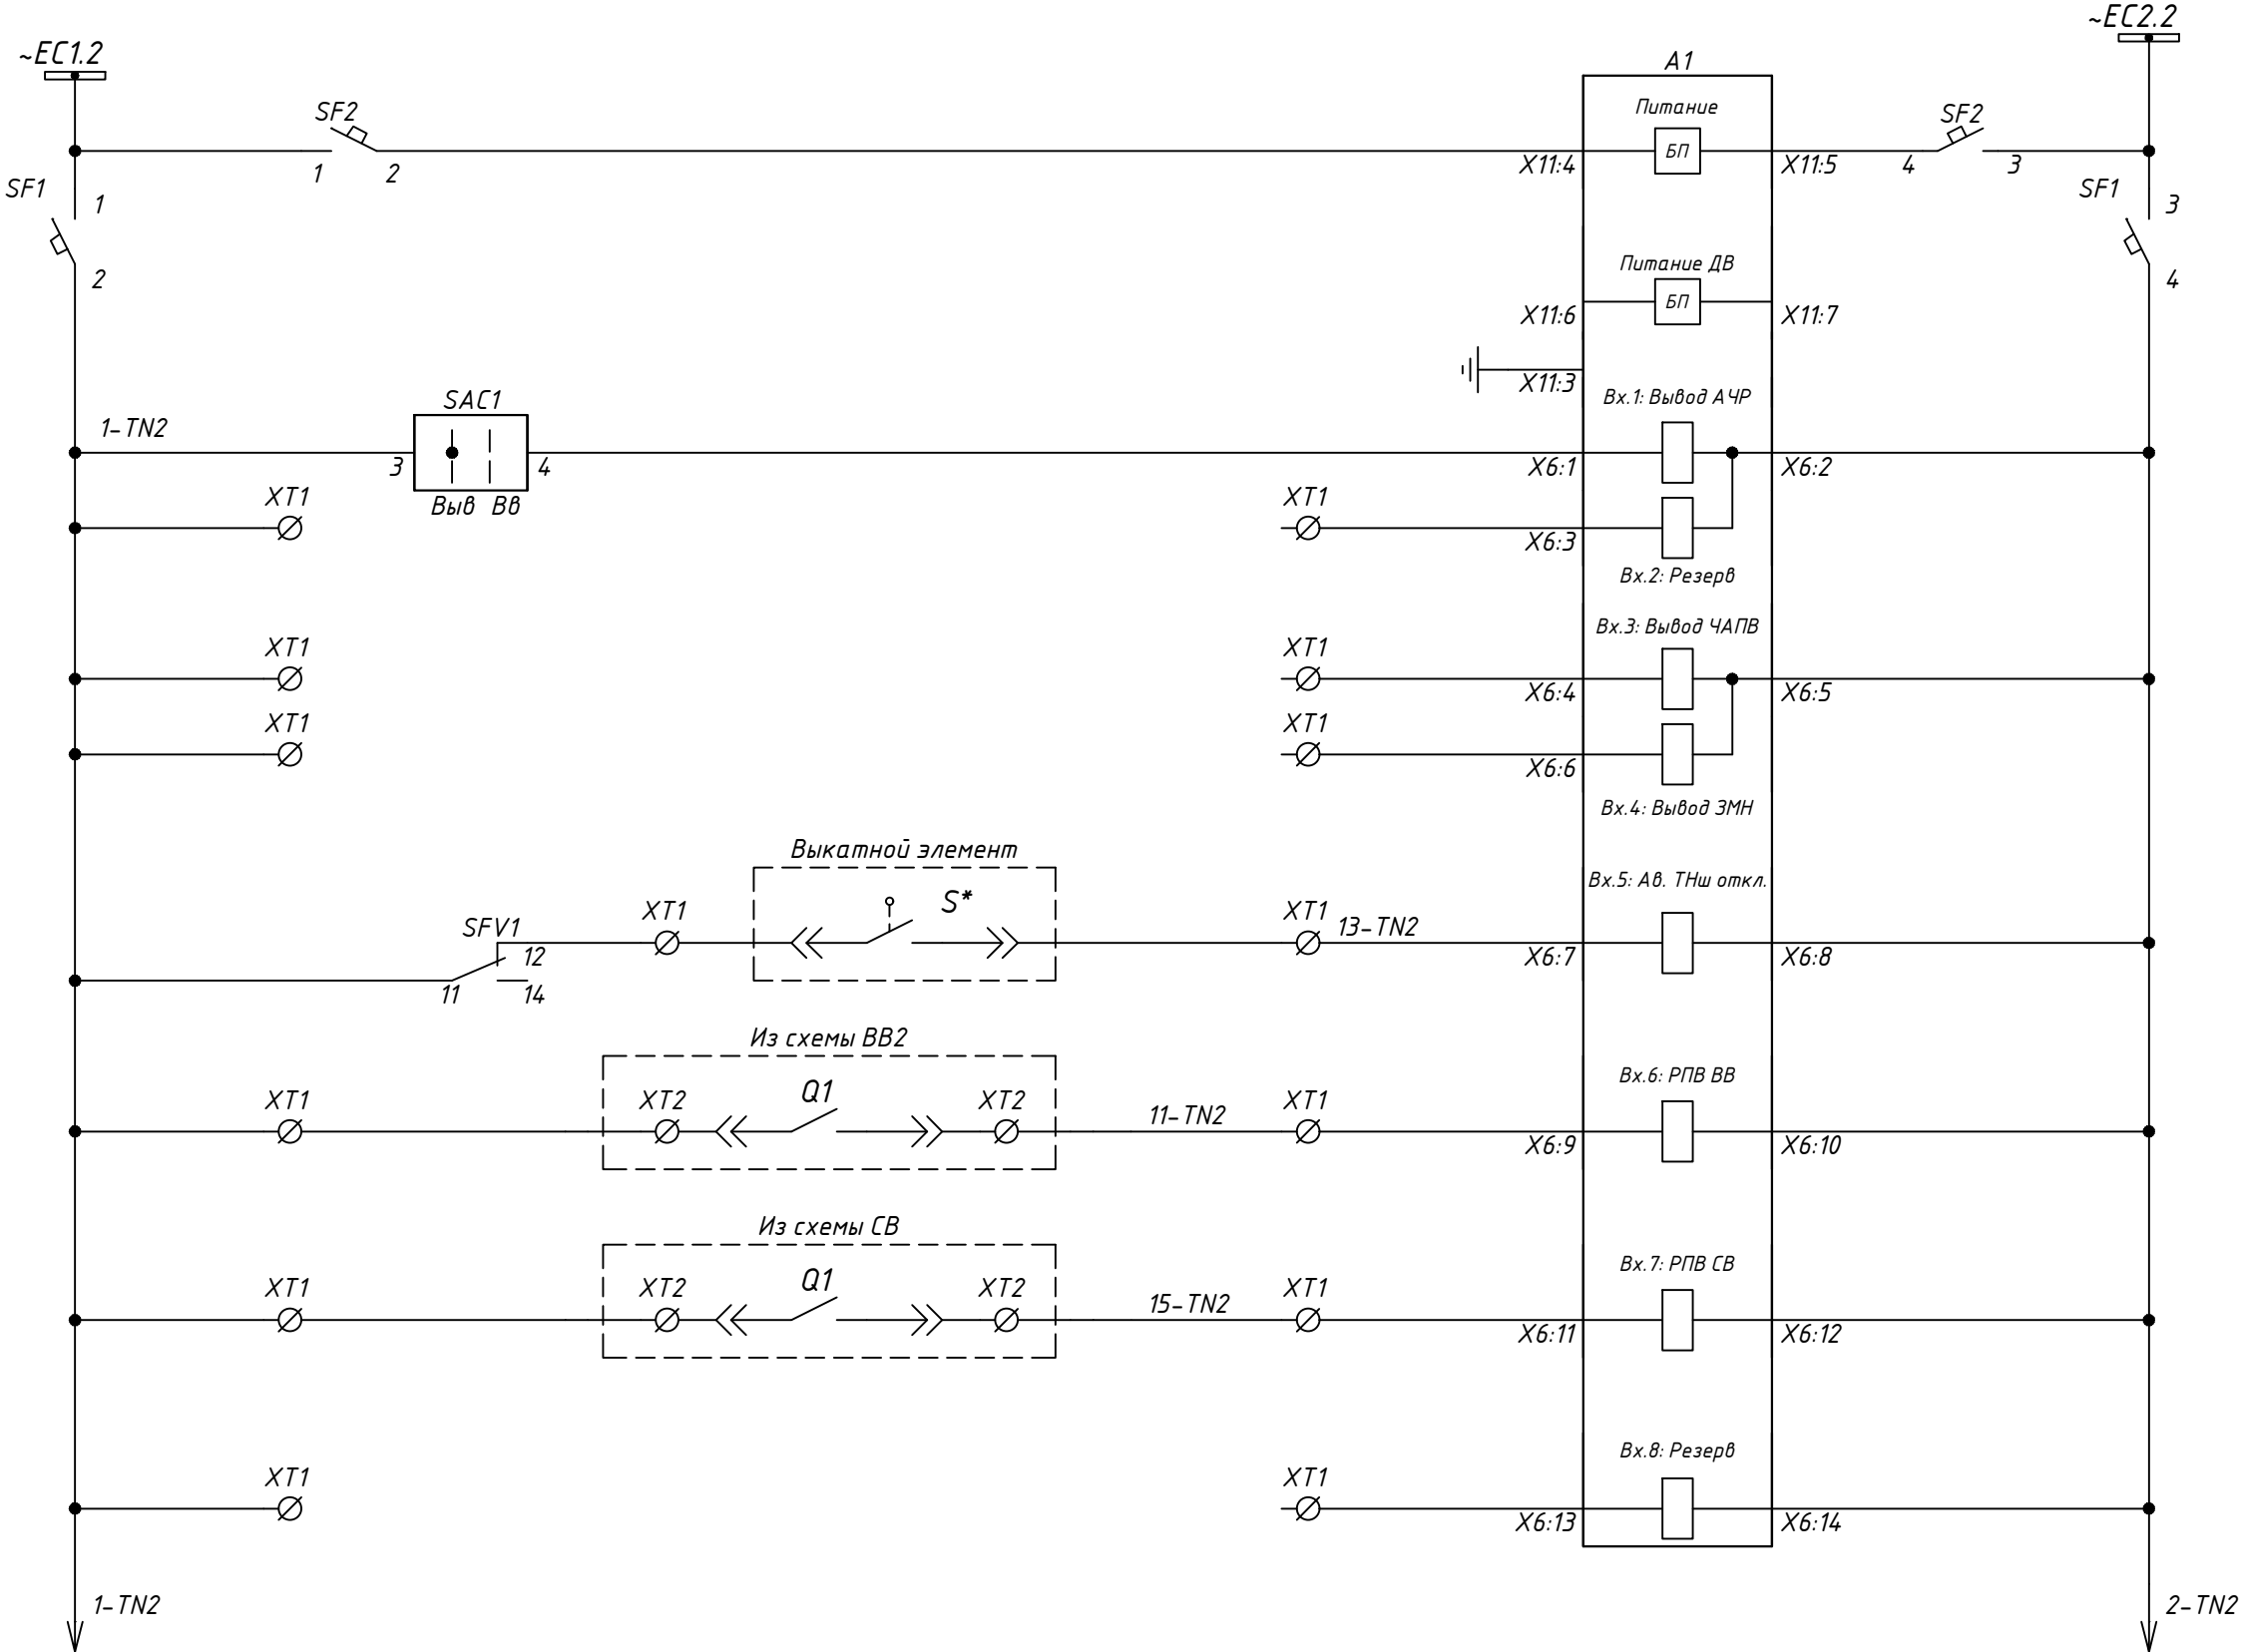 ~EC1.2
~EC2.2
A1
SF2
Питание
SF2
БП
1
2
X11:4
X11:5
4
3
SF1
1
SF1
3
2
Питание ДВ
4
БП
X11:6
X11:7
X11:3
SAC1
Вх.1: Вывод АЧР
1-TN2
3
4
X6:1
X6:2
Выв
Вв
XT1
XT1
X6:3
Вх.2: Резерв
Вх.3: Вывод ЧАПВ
XT1
XT1
X6:4
X6:5
XT1
XT1
X6:6
Вх.4: Вывод ЗМН
Выкатной элемент
Вх.5: Ав. ТНш откл.
S*
SFV1
XT1
XT1
13-TN2
12
X6:7
X6:8
11
14
Из схемы ВВ2
Вх.6: РПВ ВВ
XT1
XT2
Q1
XT2
11-TN2
XT1
X6:9
X6:10
Из схемы СВ
Вх.7: РПВ СВ
XT1
XT2
Q1
XT2
15-TN2
XT1
X6:11
X6:12
Вх.8: Резерв
XT1
XT1
X6:13
X6:14
1-TN2
2-TN2